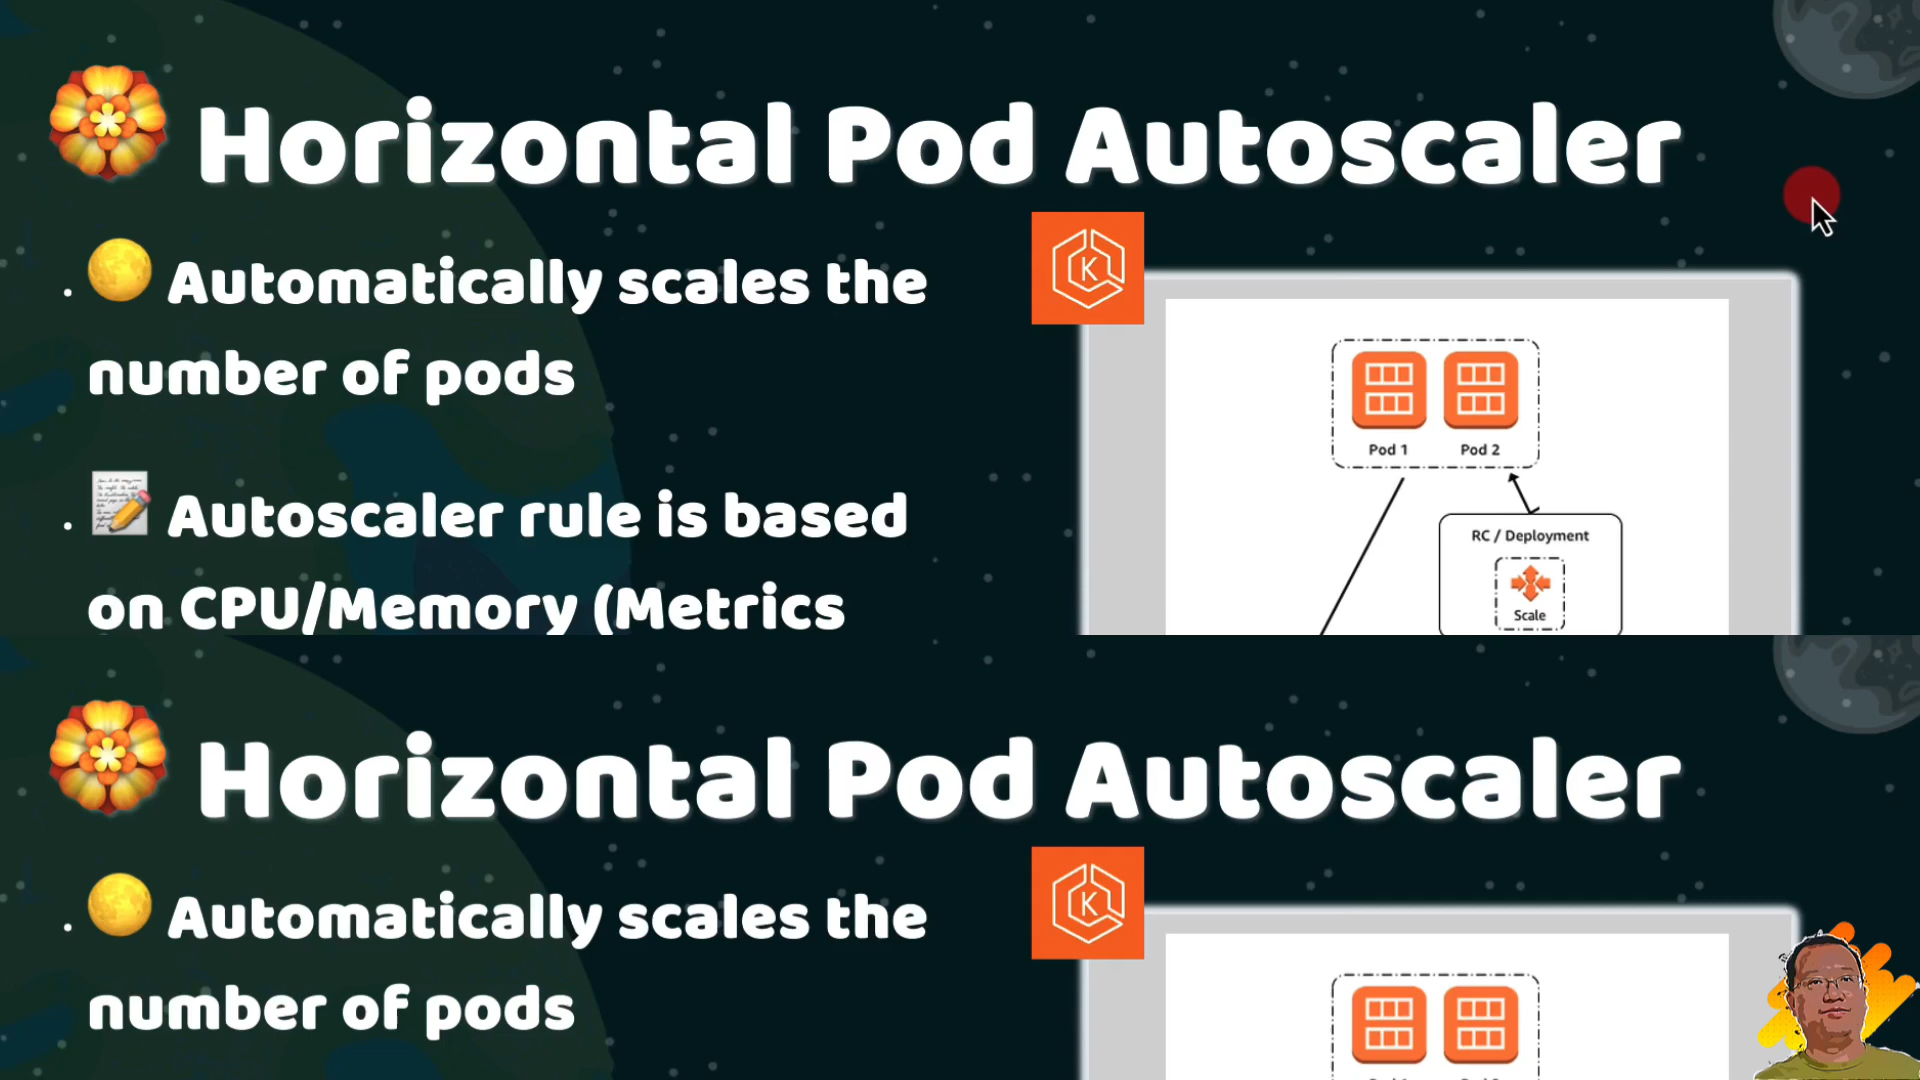 Horizontal Pod Autoscaler
. Automatically scales the
number of pods
. Autoscaler rule is based
on CPU/Memory (Metrics
K
Pod 1 Pod 2
RC / Deployment
Scale
Horizontal Pod Autoscaler
. Automatically scales the
number of pods
K